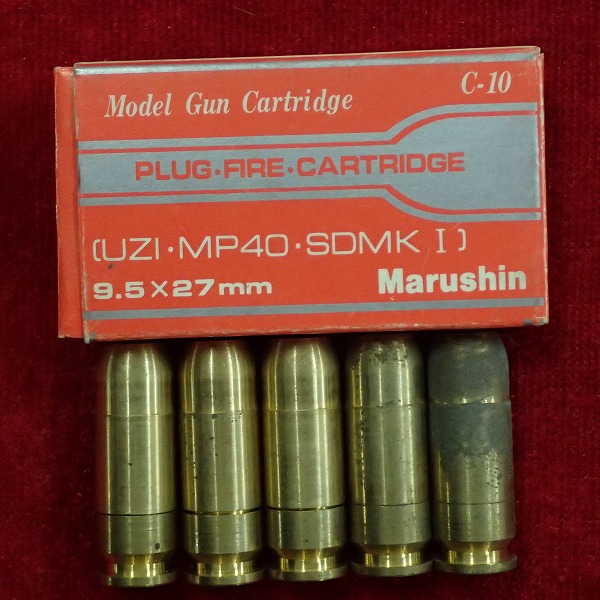 Model Gun Cartridge C-10
PLUG・FIRE・CARTRIDGE
(UZI・MP40・SDMK I)
9.5×27mm Marushin